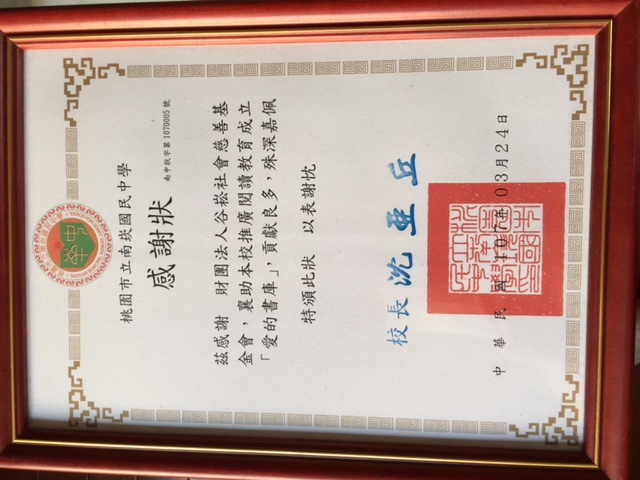 桃園市立南崁國民中學
感謝狀
南中狀字第1070005號
茲感謝　財團法人谷崧社會慈善基
金會，襄助本校推廣閱讀教育成立
「愛的書庫」，貢獻良多，殊深嘉佩
特頒此狀　以表謝忱
校長 沈亞丘
中華民國107年03月24日